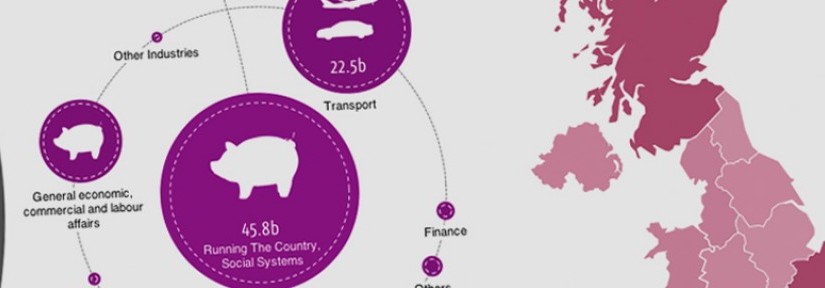 Other Industries
22.5b
Transport
General economic,
commercial and labour
affairs
45.8b
Running The Country,
Social Systems
Finance
Others